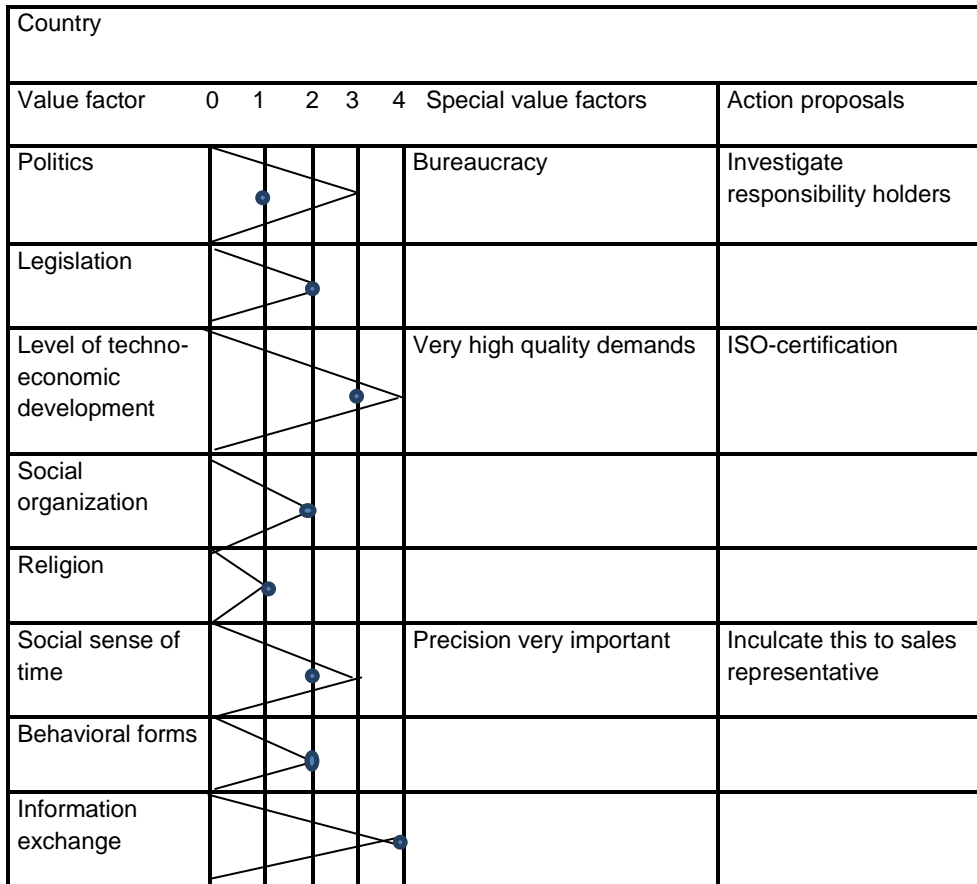 Country
Value factor 0 1 2 3 4 Special value factors Action proposals
Politics Bureaucracy Investigate
responsibility holders
Legislation
Level of techno- Very high quality demands ISO-certification
economic
development
Social
organization
Religion
Social sense of Precision very important Inculcate this to sales
time representative
Behavioral forms
Information
exchange